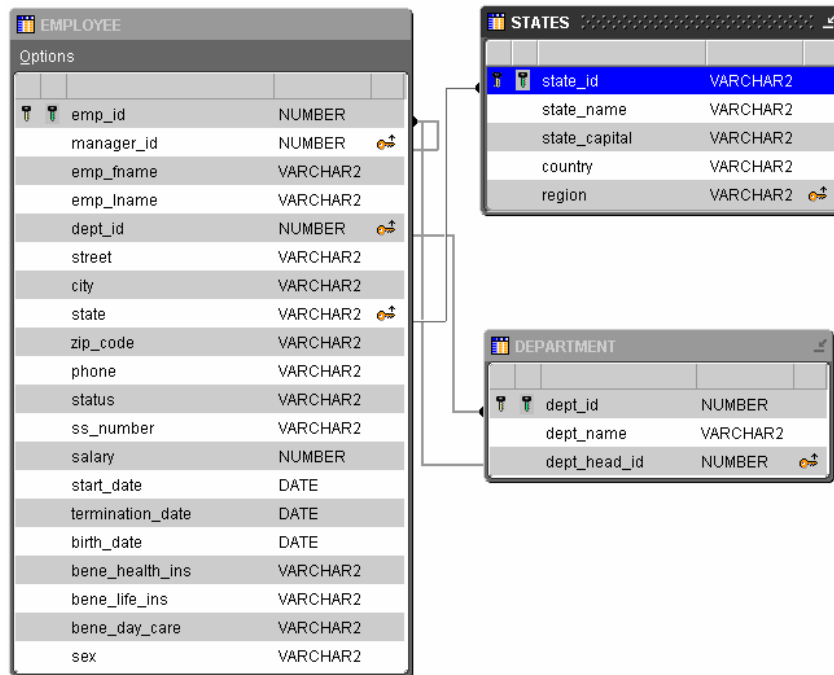 EMPLOYEE
Options
emp_id NUMBER
manager_id NUMBER
emp_fname VARCHAR2
emp_lname VARCHAR2
dept_id NUMBER
street VARCHAR2
city VARCHAR2
state VARCHAR2
zip_code VARCHAR2
phone VARCHAR2
status VARCHAR2
ss_number VARCHAR2
salary NUMBER
start_date DATE
termination_date DATE
birth_date DATE
bene_health_ins VARCHAR2
bene_life_ins VARCHAR2
bene_day_care VARCHAR2
sex VARCHAR2
STATES
state_id VARCHAR2
state_name VARCHAR2
state_capital VARCHAR2
country VARCHAR2
region VARCHAR2
DEPARTMENT
dept_id NUMBER
dept_name VARCHAR2
dept_head_id NUMBER